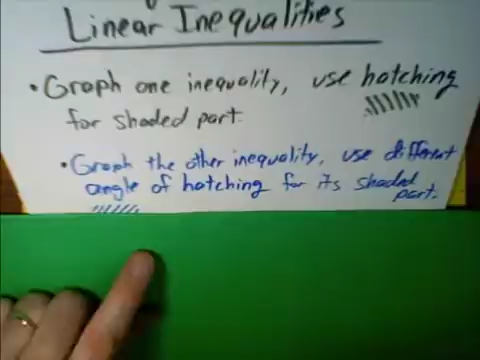 Linear Inequalities
• Graph one inequality, use hatching
for shaded part.
• Graph the other inequality, use different
angle of hatching for its shaded
part.